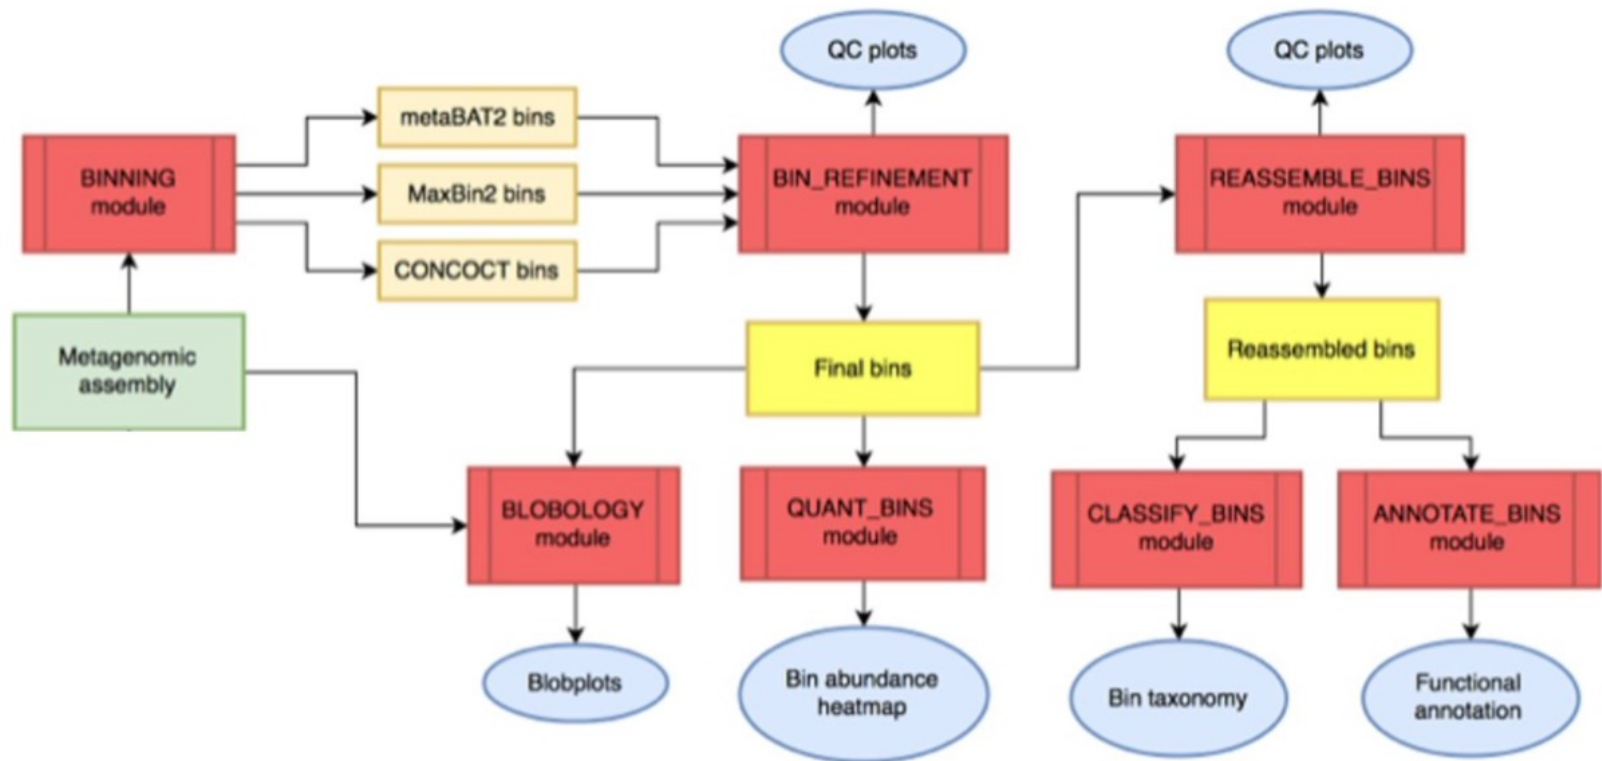 QC plots
QC plots
metaBAT2 bins
BINNING
module
MaxBin2 bins
BIN_REFINEMENT
module
REASSEMBLE_BINS
module
CONCOCT bins
Metagenomic
assembly
Final bins
Reassembled bins
BLOBOLOGY
module
QUANT_BINS
module
CLASSIFY_BINS
module
ANNOTATE_BINS
module
Blobplots
Bin abundance
heatmap
Bin taxonomy
Functional
annotation